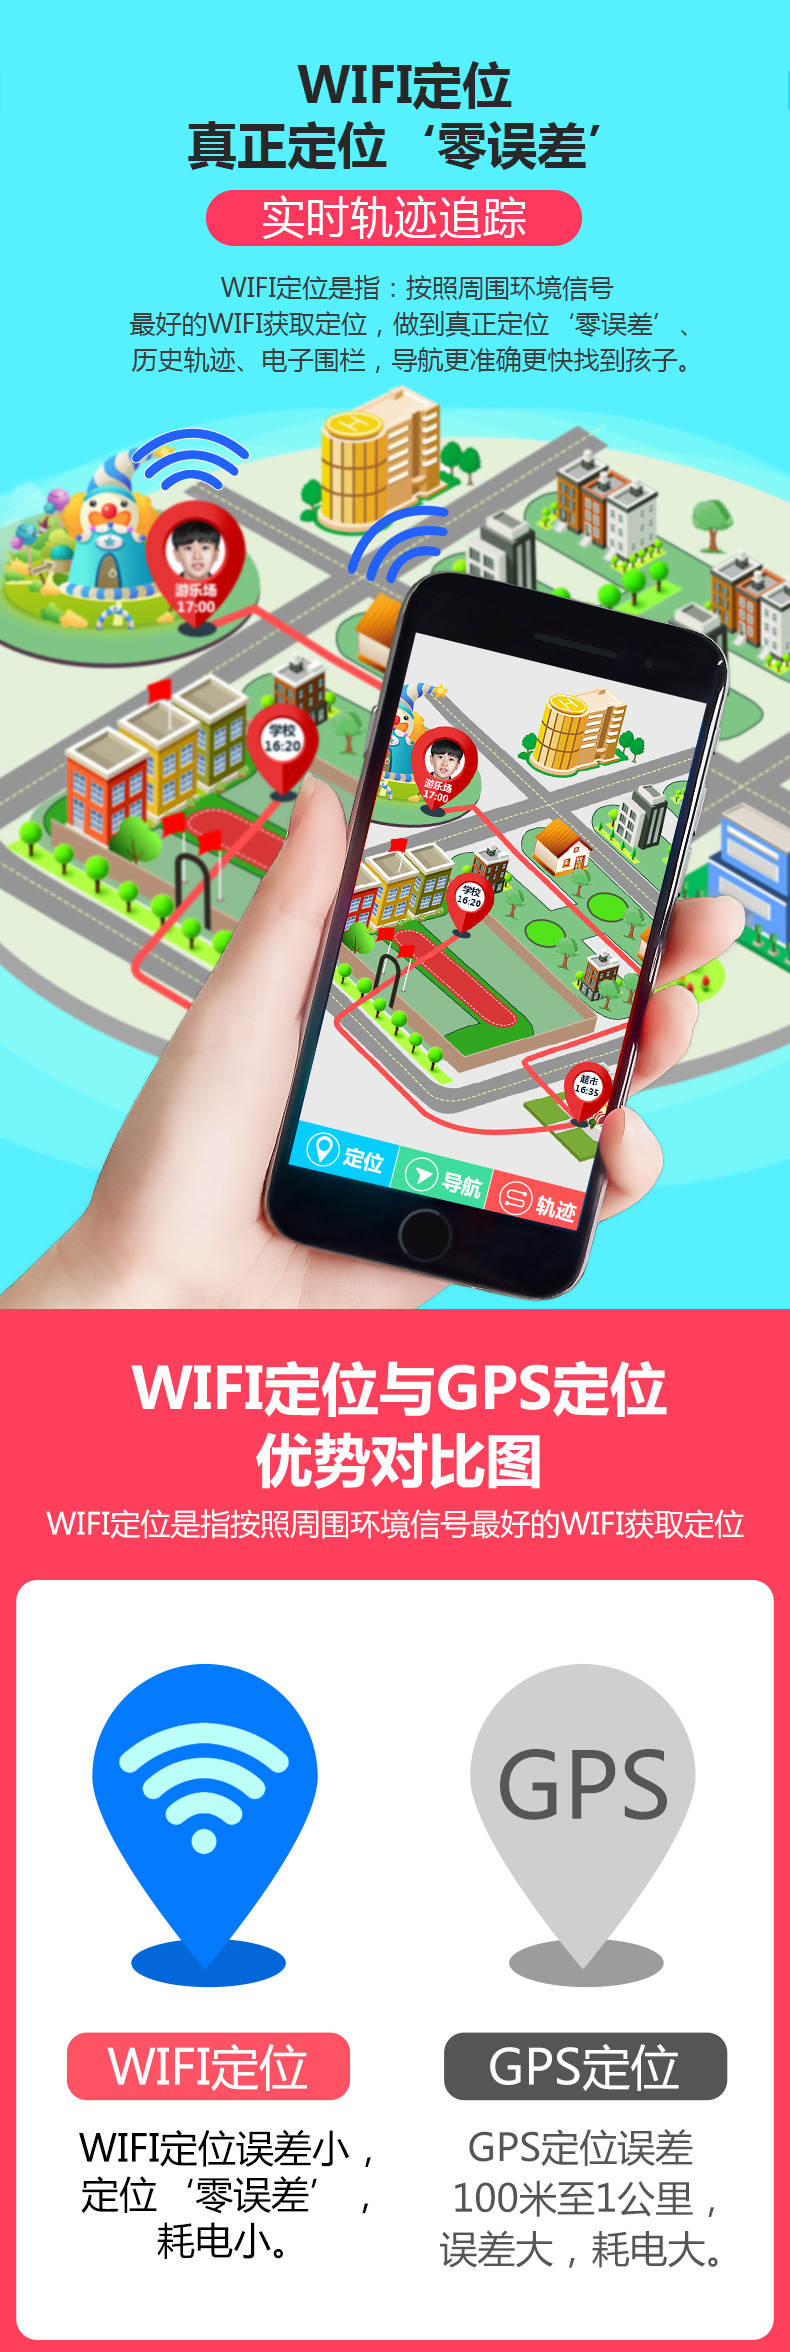 WIFI定位
真正定位‘零误差’
实时轨迹追踪
WIFI定位是指：按照周围环境信号
最好的WIFI获取定位，做到真正定位‘零误差’、
历史轨迹、电子围栏，导航更准确更快找到孩子。
游乐场
17:00
学校
16:20
游乐场
17:00
学校
16:20
超市
16:35
定位
导航
轨迹
WIFI定位与GPS定位
优势对比图
WIFI定位是指按照周围环境信号最好的WIFI获取定位
GPS
WIFI定位
WIFI定位误差小，
定位‘零误差’，
耗电小。
GPS定位
GPS定位误差
100米至1公里，
误差大，耗电大。